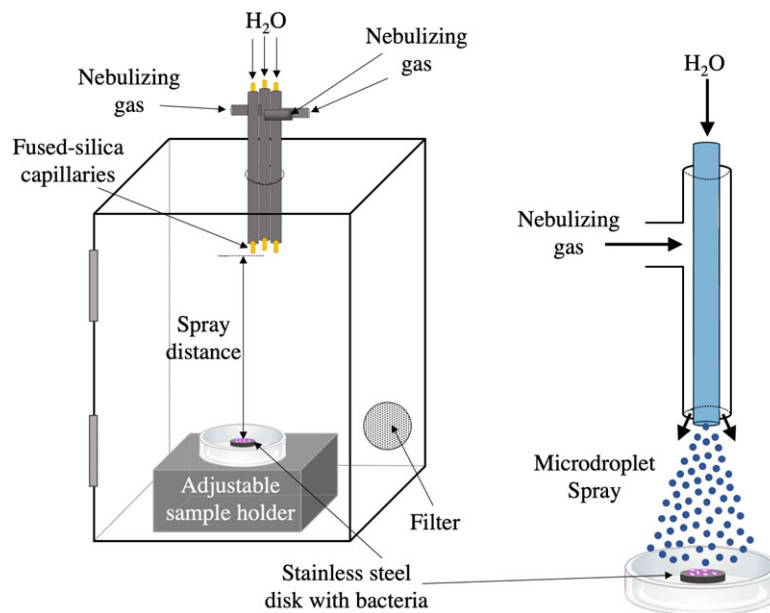 H₂O
Nebulizing
gas
Nebulizing
gas
Fused-silica
capillaries
Spray
distance
Adjustable
sample holder
Filter
Stainless steel
disk with bacteria
H₂O
Nebulizing
gas
Microdroplet
Spray